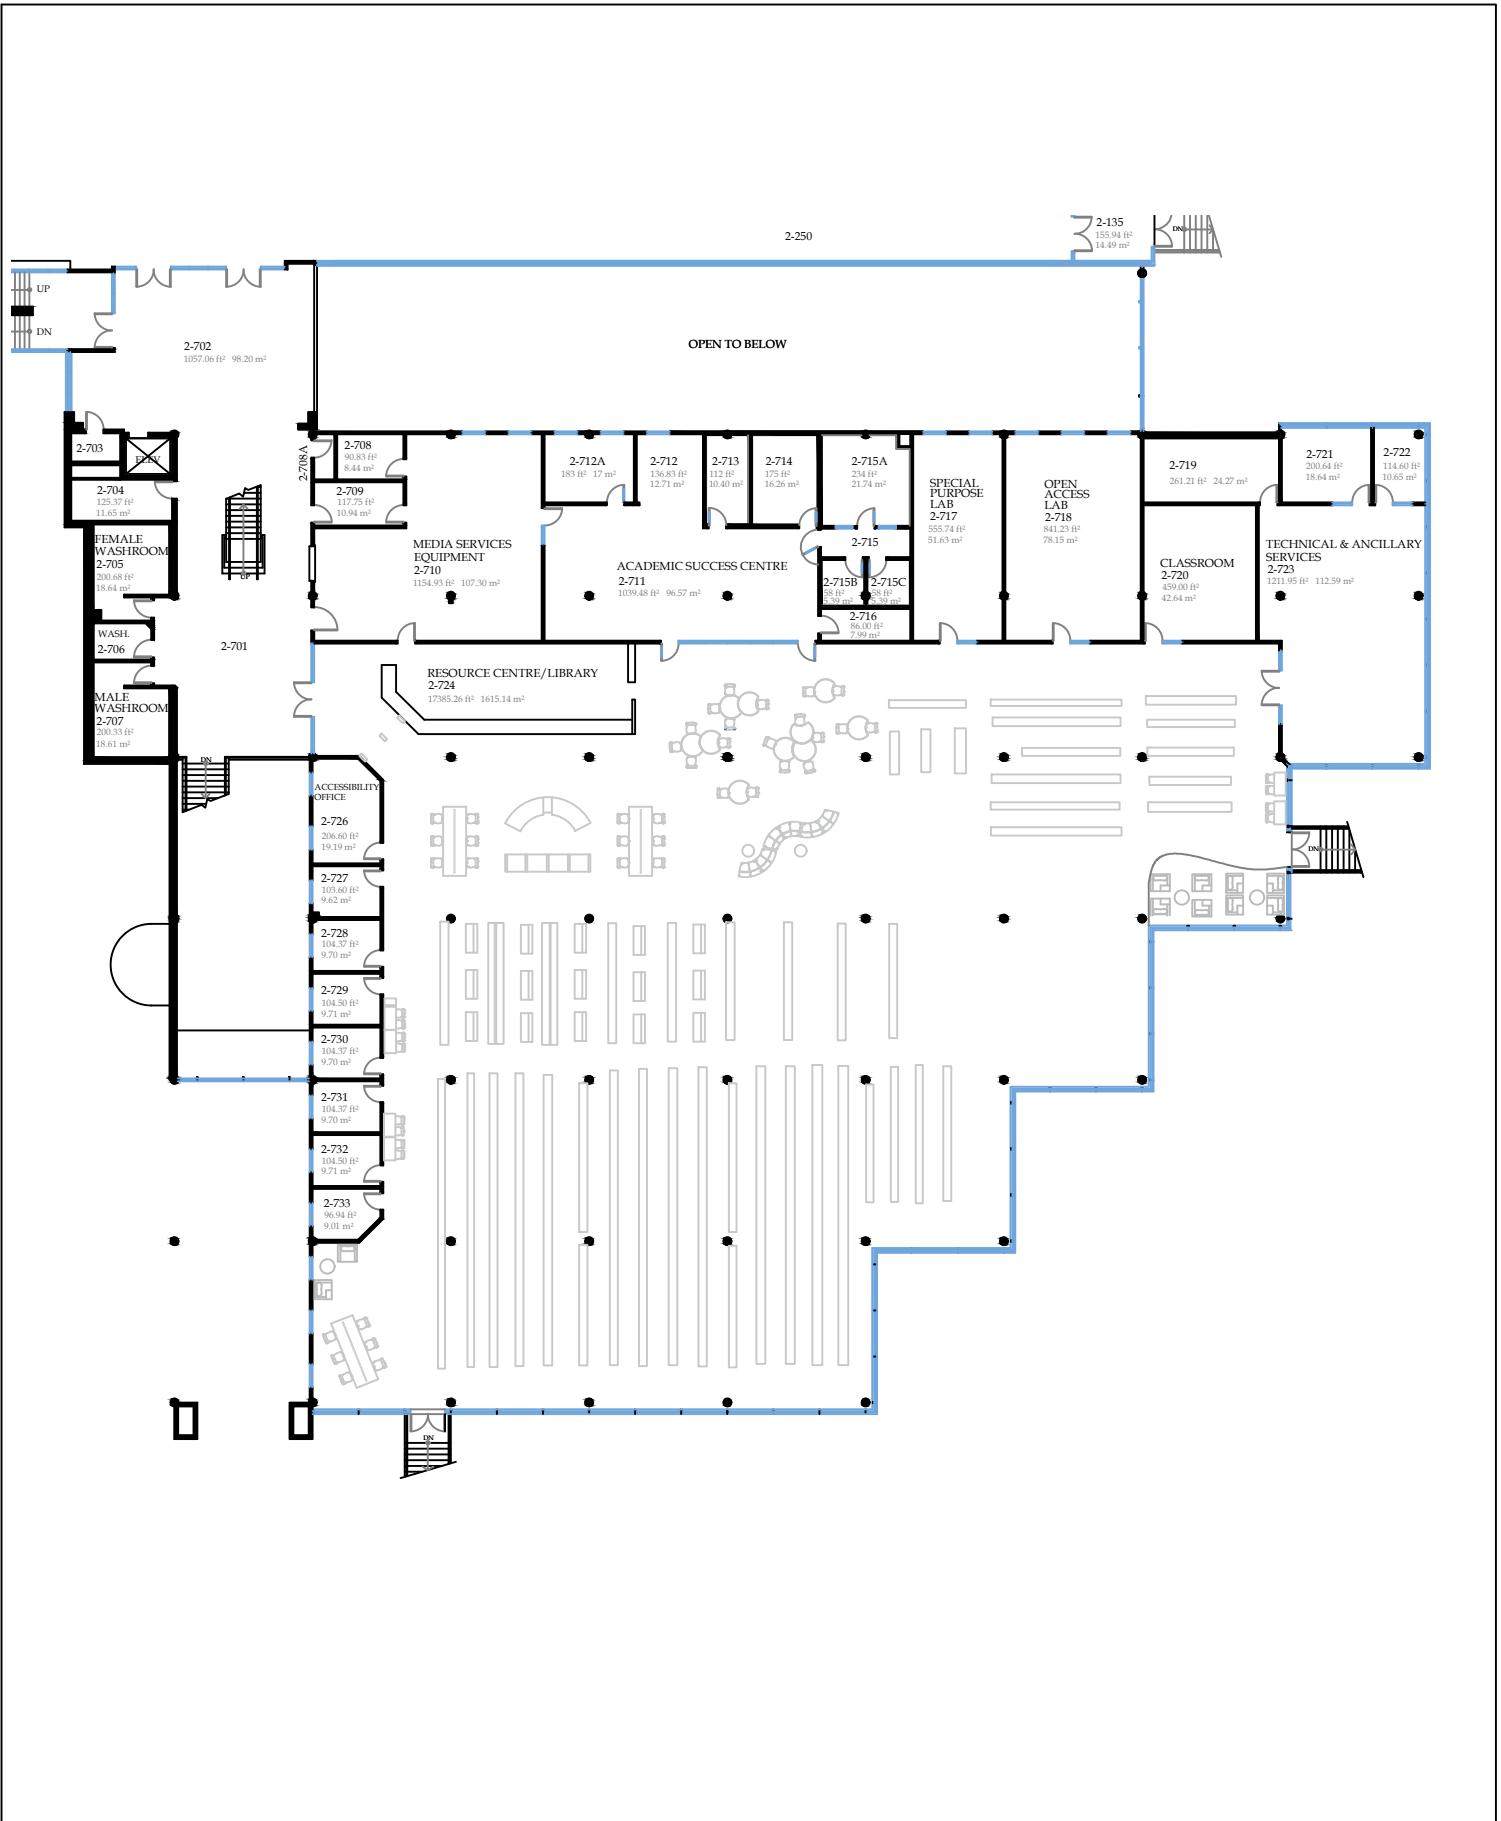 2-135
155.94 ft²
14.49 m²
DN
2-250
UP
DN
2-702
1057.06 ft² 98.20 m²
OPEN TO BELOW
2-703
ELEV
2-704
125.37 ft²
11.65 m²
FEMALE
WASHROOM
2-705
200.68 ft²
18.64 m²
WASH.
2-706
MALE
WASHROOM
2-707
200.33 ft²
18.61 m²
UP
2-701
DN
2-708A
2-708
90.83 ft²
8.44 m²
2-709
117.75 ft²
10.94 m²
MEDIA SERVICES
EQUIPMENT
2-710
1154.93 ft² 107.30 m²
2-712A
183 ft² 17 m²
2-712
136.83 ft²
12.71 m²
2-713
112 ft²
10.40 m²
2-714
175 ft²
16.26 m²
2-715A
234 ft²
21.74 m²
2-715
2-715B
58 ft²
5.39 m²
2-715C
58 ft²
5.39 m²
2-716
86.00 ft²
7.99 m²
ACADEMIC SUCCESS CENTRE
2-711
1039.48 ft² 96.57 m²
SPECIAL
PURPOSE
LAB
2-717
555.74 ft²
51.63 m²
OPEN
ACCESS
LAB
2-718
841.23 ft²
78.15 m²
2-719
261.21 ft² 24.27 m²
CLASSROOM
2-720
459.00 ft²
42.64 m²
2-721
200.64 ft²
18.64 m²
2-722
114.60 ft²
10.65 m²
TECHNICAL & ANCILLARY
SERVICES
2-723
1211.95 ft² 112.59 m²
RESOURCE CENTRE/LIBRARY
2-724
17385.26 ft² 1615.14 m²
ACCESSIBILITY
OFFICE
2-726
206.60 ft²
19.19 m²
2-727
103.60 ft²
9.62 m²
2-728
104.37 ft²
9.70 m²
2-729
104.50 ft²
9.71 m²
2-730
104.37 ft²
9.70 m²
2-731
104.37 ft²
9.70 m²
2-732
104.50 ft²
9.71 m²
2-733
96.94 ft²
9.01 m²
DN
DN